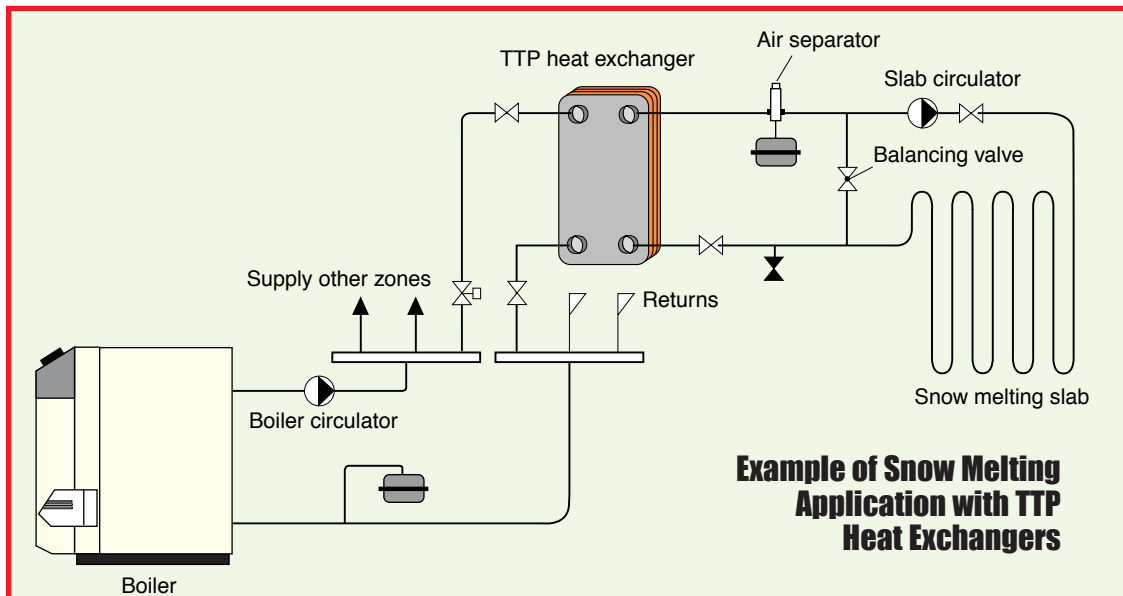 Air separator
TTP heat exchanger
Slab circulator
Balancing valve
Supply other zones
Returns
Boiler circulator
Snow melting slab
Example of Snow Melting
Application with TTP
Heat Exchangers
Boiler